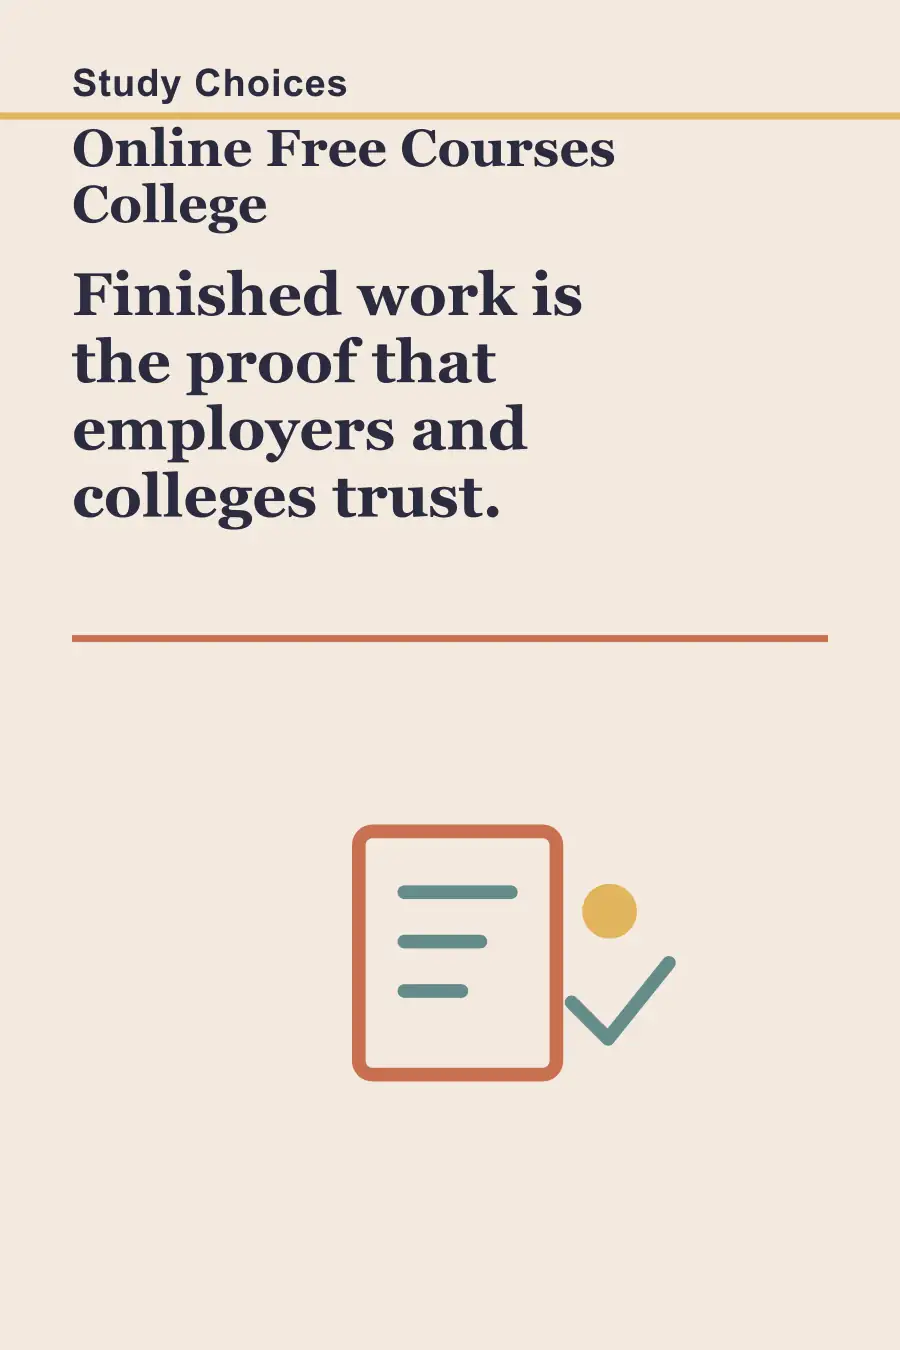 Study Choices
Online Free Courses
College
Finished work is
the proof that
employers and
colleges trust.